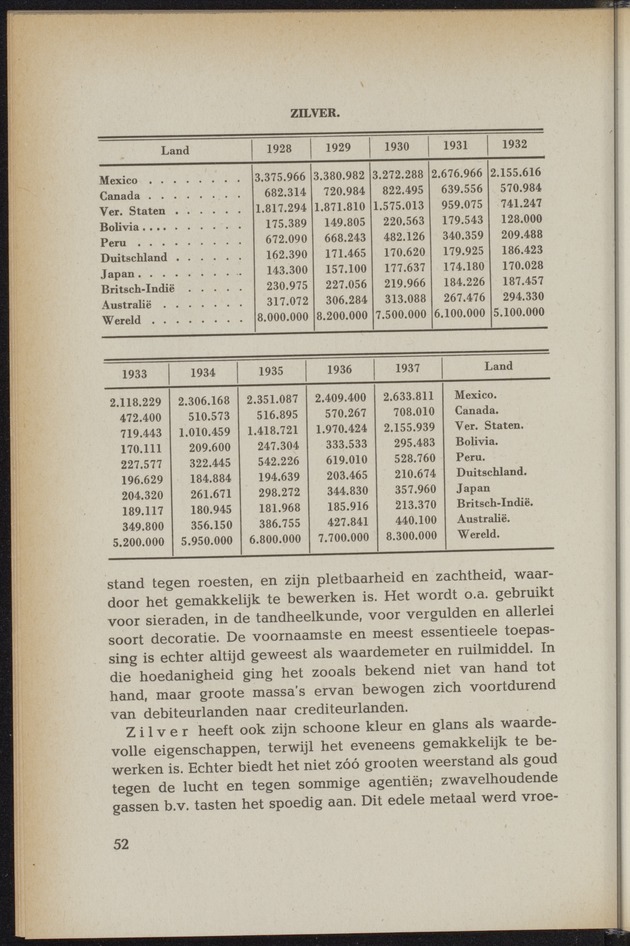 ZILVER.
Land 1928 1929 1930 1931 1932
Mexico . . . . . . . . 3.375.966 3.380.982 3.272.288 2.676.966 2.155.616
Canada . . . . . . . . 682.314 720.984 822.495 639.556 570.984
Ver. Staten . . . . . . 1.817.294 1.871.810 1.575.013 959.075 741.247
Bolivia . . . . . . . . . . 175.389 149.805 220.563 179.543 128.000
Peru . . . . . . . . . 672.090 668.243 482.126 340.359 209.488
Duitschland . . . . . . 162.390 171.465 170.620 179.925 186.423
Japan . . . . . . . . . 143.300 157.100 177.637 174.180 170.028
Britsch-Indië . . . . . 230.975 227.056 219.966 184.226 187.457
Australië . . . . . . . 317.072 306.284 313.088 267.476 294.330
Wereld . . . . . . . . 8.000.000 8.200.000 7.500.000 6.100.000 5.100.000
1933 1934 1935 1936 1937 Land
2.118.229 2.306.168 2.351.087 2.409.400 2.633.811 Mexico.
472.400 510.573 516.895 570.267 708.010 Canada.
719.443 1.010.459 1.418.721 1.970.424 2.155.939 Ver. Staten.
170.111 209.600 247.304 333.533 295.483 Bolivia.
227.577 322.445 542.226 619.010 528.760 Peru.
196.629 184.884 194.639 203.465 210.674 Duitschland.
204.320 261.671 298.272 344.830 357.960 Japan
189.117 180.945 181.968 185.916 213.370 Britsch-Indië.
349.800 356.150 386.755 427.841 440.100 Australië.
5.200.000 5.950.000 6.800.000 7.700.000 8.300.000 Wereld.
stand tegen roesten, en zijn pletbaarheid en zachtheid, waar-
door het gemakkelijk te bewerken is. Het wordt o.a. gebruikt
voor sieraden, in de tandheelkunde, voor vergulden en allerlei
soort decoratie. De voornaamste en meest essentieele toepas-
sing is echter altijd geweest als waardemeter en ruilmiddel. In
die hoedanigheid ging het zooals bekend niet van hand tot
hand, maar groote massa's ervan bewogen zich voortdurend
van debiteurlanden naar crediteurlanden.
Zilver heeft ook zijn schoone kleur en glans als waarde-
volle eigenschappen, terwijl het eveneens gemakkelijk te be-
werken is. Echter biedt het niet zóó grooten weerstand als goud
tegen de lucht en tegen sommige agentiën; zwavelhoudende
gassen b.v. tasten het spoedig aan. Dit edele metaal werd vroe-
52